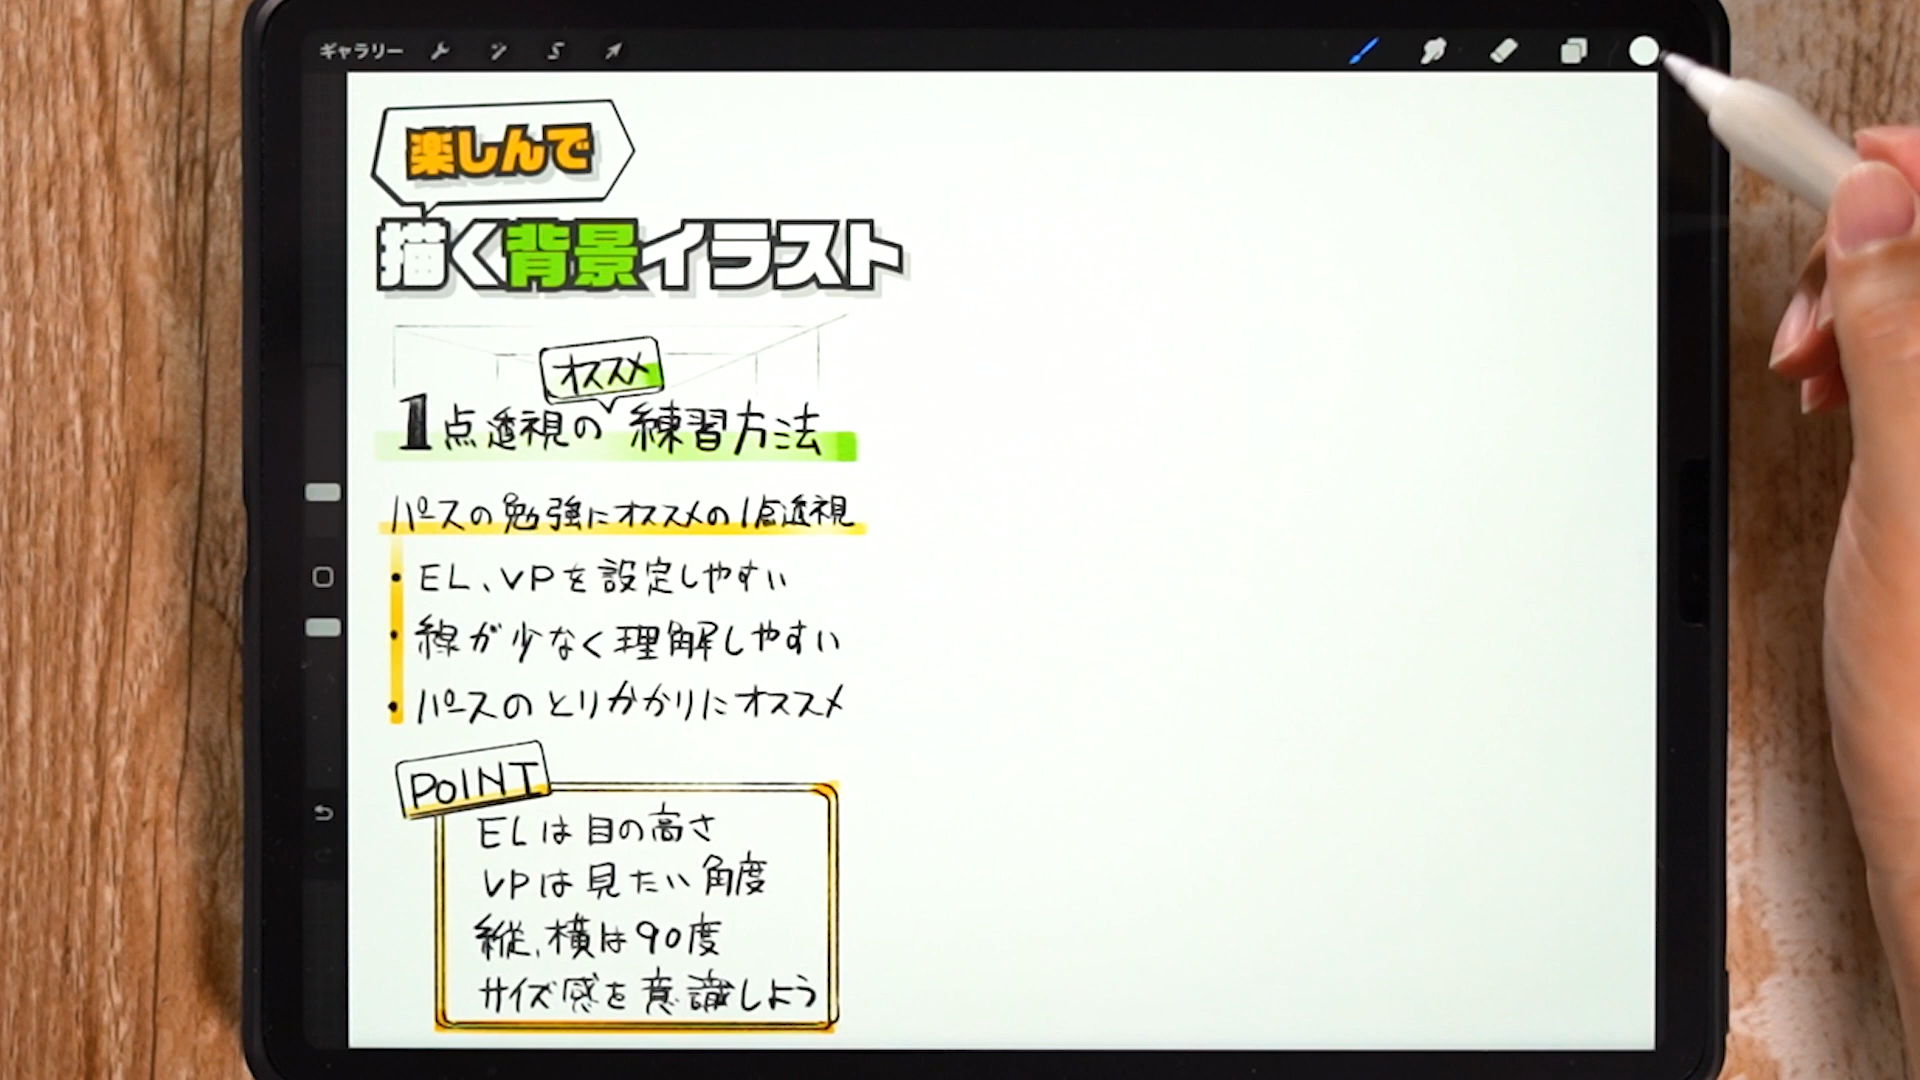 ギャラリー
楽しんで
描く背景イラスト
オススメ
1点透視の練習方法
パースの勉強にオススメの1点透視
・EL、VPを設定しやすい
・線が少なく理解しやすい
・パースのとりかかりにオススメ
POINT
ELは目の高さ
VPは見たい角度
縦、横は90度
サイズ感を意識しよう